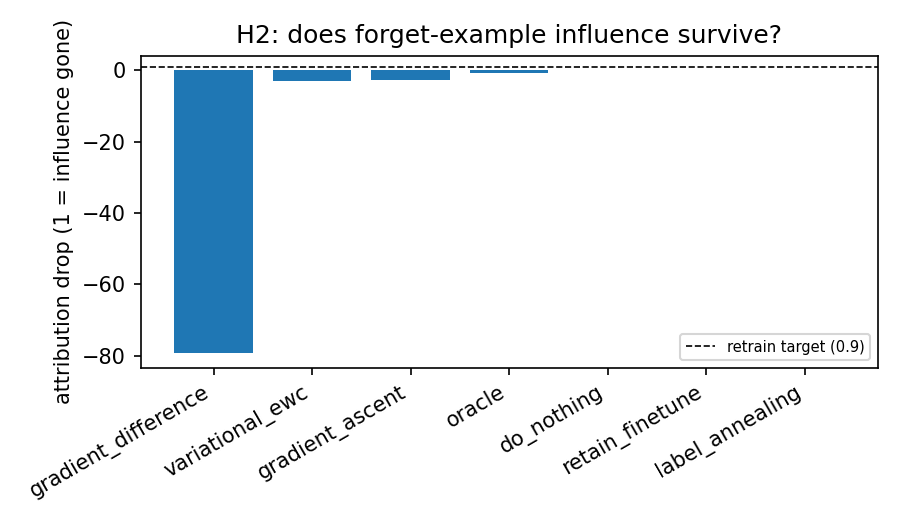 H2: does forget-example influence survive?
attribution drop (1 = influence gone)
0
−20
−40
−60
−80
retrain target (0.9)
gradient_difference
variational_ewc
gradient_ascent
oracle
do_nothing
retain_finetune
label_annealing